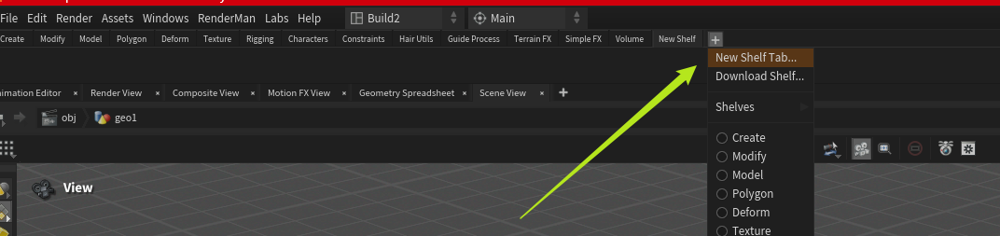 File Edit Render Assets Windows RenderMan Labs Help Build2 Main
Create Modify Model Polygon Deform Texture Rigging Characters Constraints Hair Utils Guide Process Terrain FX Simple FX Volume New Shelf +
New Shelf Tab...
Download Shelf...
nimation Editor × Render View × Composite View × Motion FX View × Geometry Spreadsheet × Scene View × +
Shelves
obj geo1
Create
Modify
Model
Polygon
Deform
Texture
View